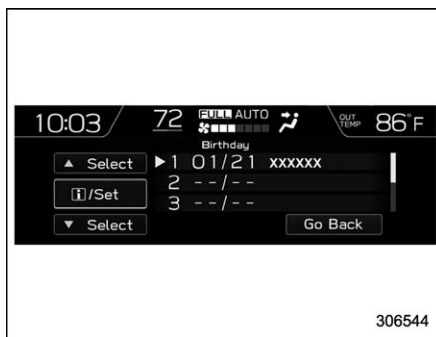 10:03 72 FULL AUTO OUT TEMP 86°F
Birthday
▲ Select ▶1 01/21 xxxxxx
2 --/--
i/Set
3 --/--
▼ Select Go Back
306544